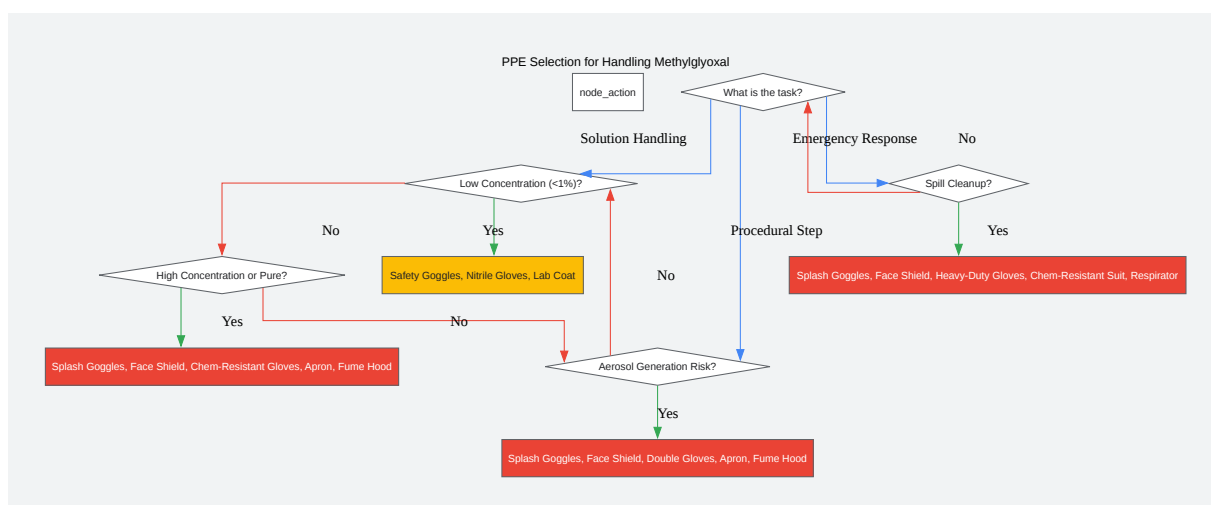 PPE Selection for Handling Methylglyoxal
node_action
What is the task?
Solution Handling
Emergency Response
No
Low Concentration (<1%)?
Spill Cleanup?
No
Yes
Procedural Step
Yes
High Concentration or Pure?
Safety Goggles, Nitrile Gloves, Lab Coat
No
Splash Goggles, Face Shield, Heavy-Duty Gloves, Chem-Resistant Suit, Respirator
Yes
No
Splash Goggles, Face Shield, Chem-Resistant Gloves, Apron, Fume Hood
Aerosol Generation Risk?
Yes
Splash Goggles, Face Shield, Double Gloves, Apron, Fume Hood